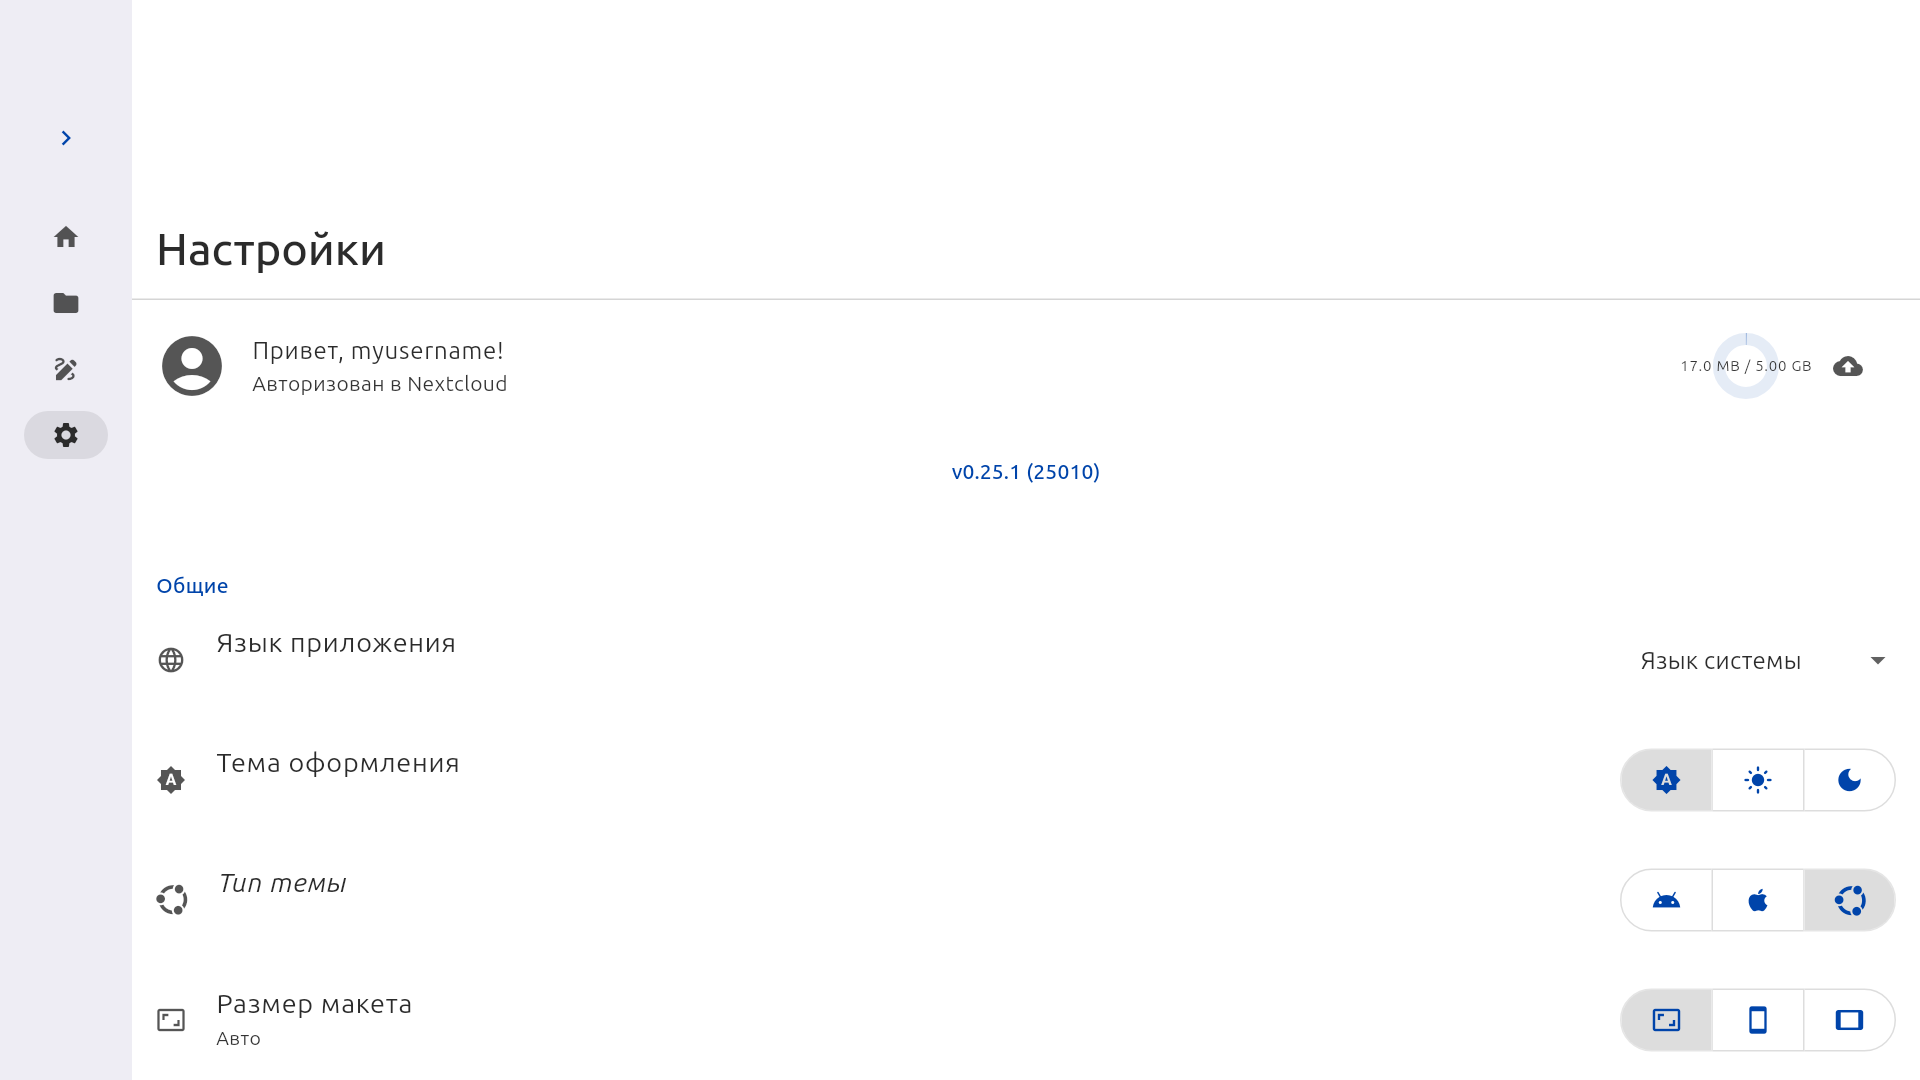 Настройки
Привет, myusername!
Авторизован в Nextcloud
17.0 MB / 5.00 GB
v0.25.1 (25010)
Общие
Язык приложения
Язык системы
Тема оформления
Тип темы
Размер макета
Авто